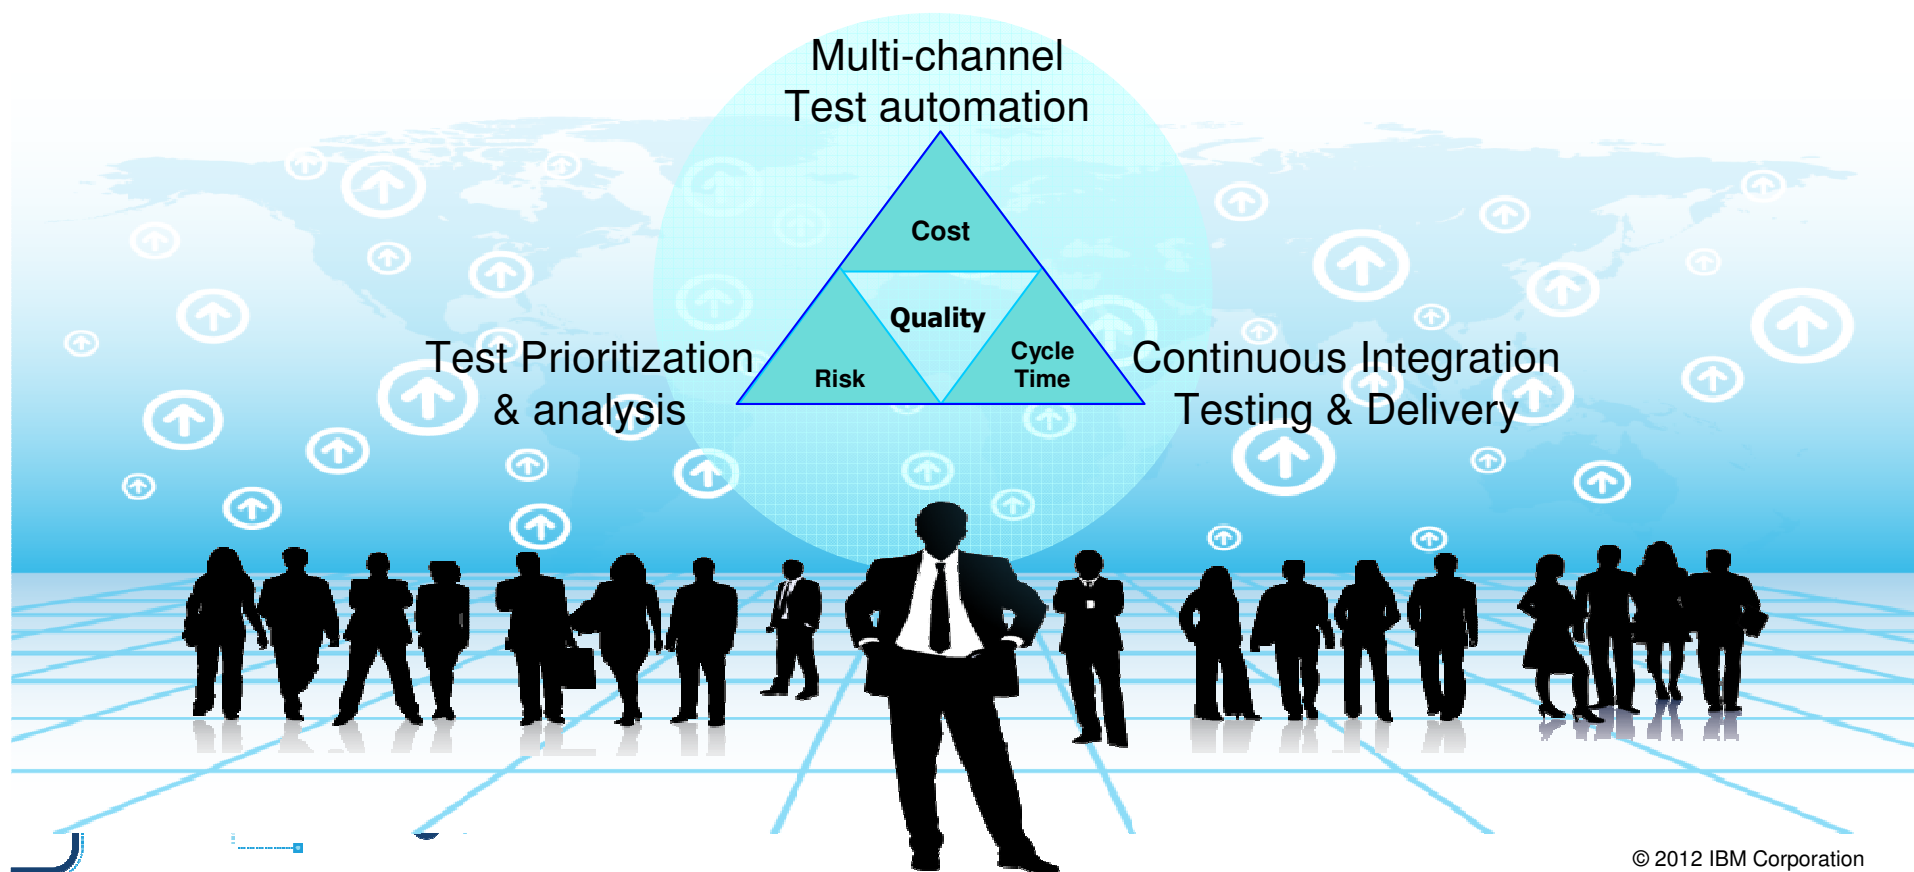 Multi-channel
Test automation
Cost
Quality
Risk
Cycle
Time
Test Prioritization
& analysis
Continuous Integration
Testing & Delivery
© 2012 IBM Corporation